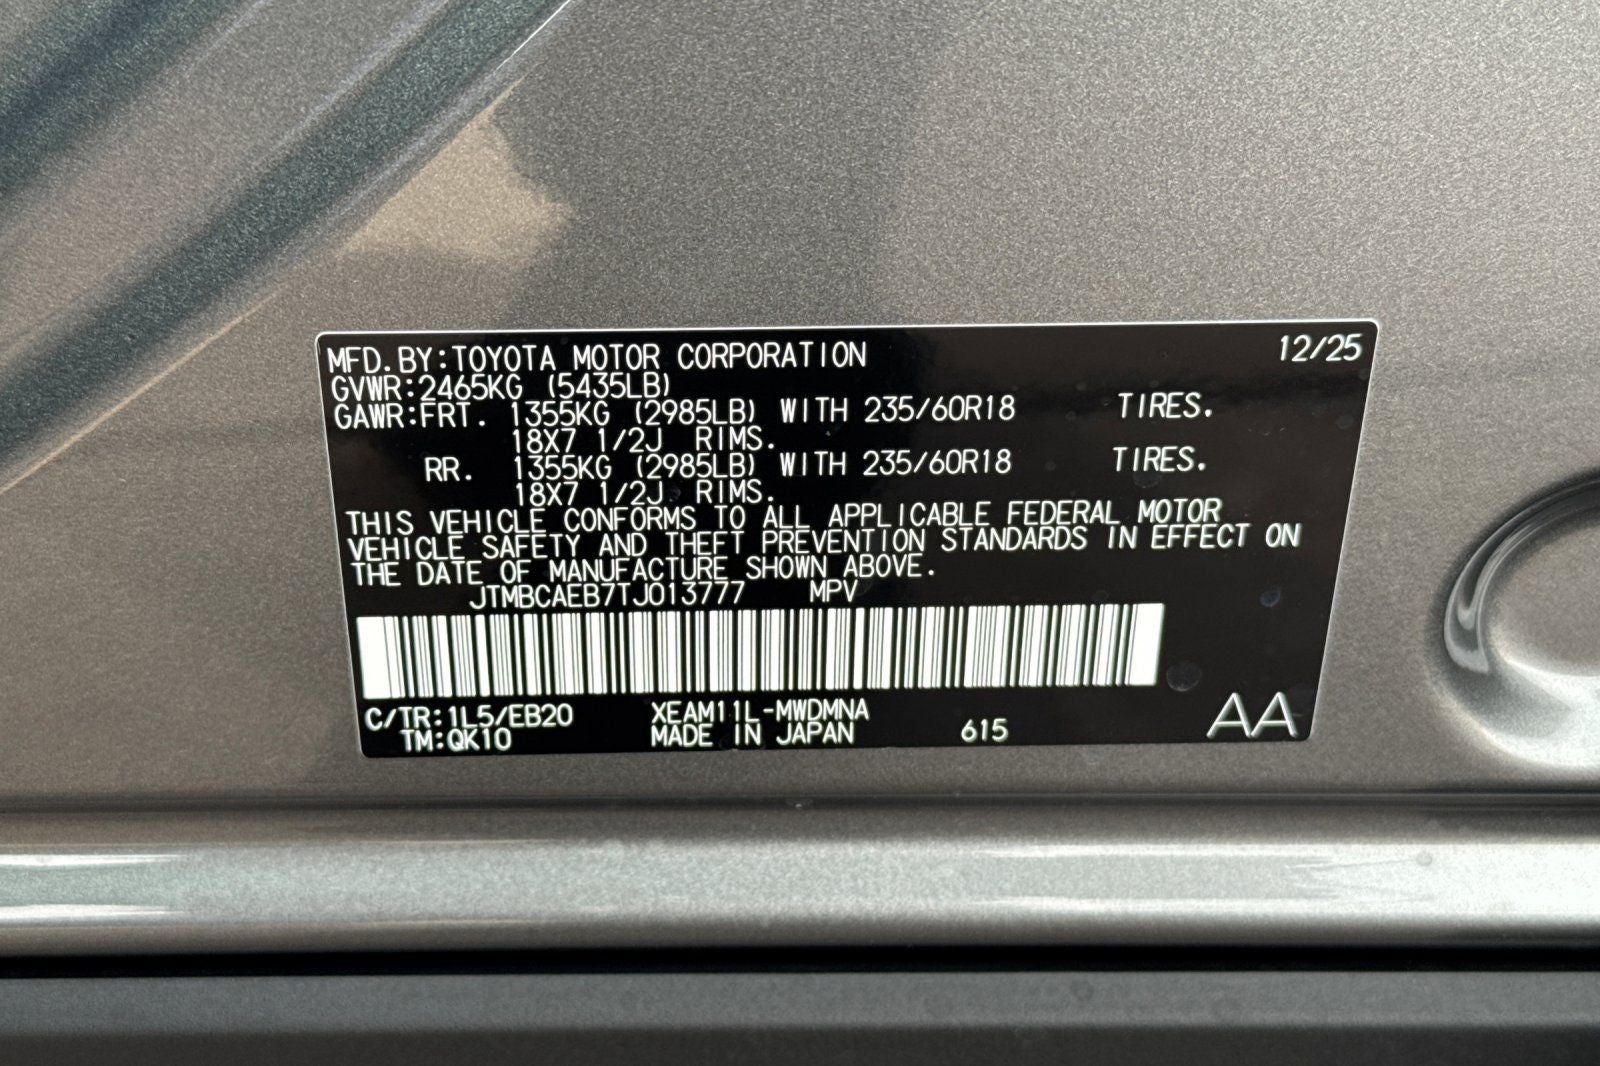 MFD.BY:TOYOTA MOTOR CORPORATION 12/25
GVWR:2465KG (5435LB)
GAWR:FRT. 1355KG (2985LB) WITH 235/60R18 TIRES.
18X7 1/2J RIMS.
RR. 1355KG (2985LB) WITH 235/60R18 TIRES.
18X7 1/2J RIMS.
THIS VEHICLE CONFORMS TO ALL APPLICABLE FEDERAL MOTOR
VEHICLE SAFETY AND THEFT PREVENTION STANDARDS IN EFFECT ON
THE DATE OF MANUFACTURE SHOWN ABOVE.
JTMBCAEB7TJ013777 MPV
C/TR:1L5/EB20 XEAM11L-MWDMNA
TM:QK10 MADE IN JAPAN 615 AA